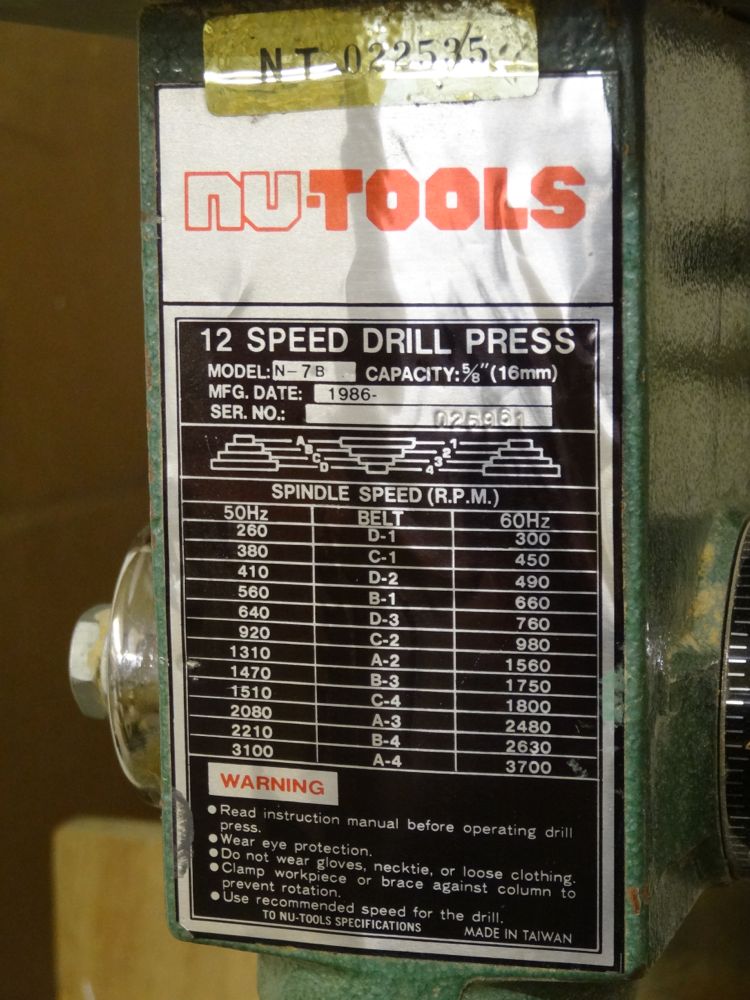 NT 022535
NU-TOOLS
12 SPEED DRILL PRESS
MODEL: N-7B CAPACITY: 5/8" (16mm)
MFG. DATE: 1986-
SER. NO.: 025981
A B C D 1 2 3 4
SPINDLE SPEED (R.P.M.)
50Hz BELT 60Hz
260 D-1 300
380 C-1 450
410 D-2 490
560 B-1 660
640 D-3 760
920 C-2 980
1310 A-2 1560
1470 B-3 1750
1510 C-4 1800
2080 A-3 2480
2210 B-4 2630
3100 A-4 3700
WARNING
● Read instruction manual before operating drill
press.
● Wear eye protection.
● Do not wear gloves, necktie, or loose clothing.
● Clamp workpiece or brace against column to
prevent rotation.
● Use recommended speed for the drill.
TO NU-TOOLS SPECIFICATIONS MADE IN TAIWAN